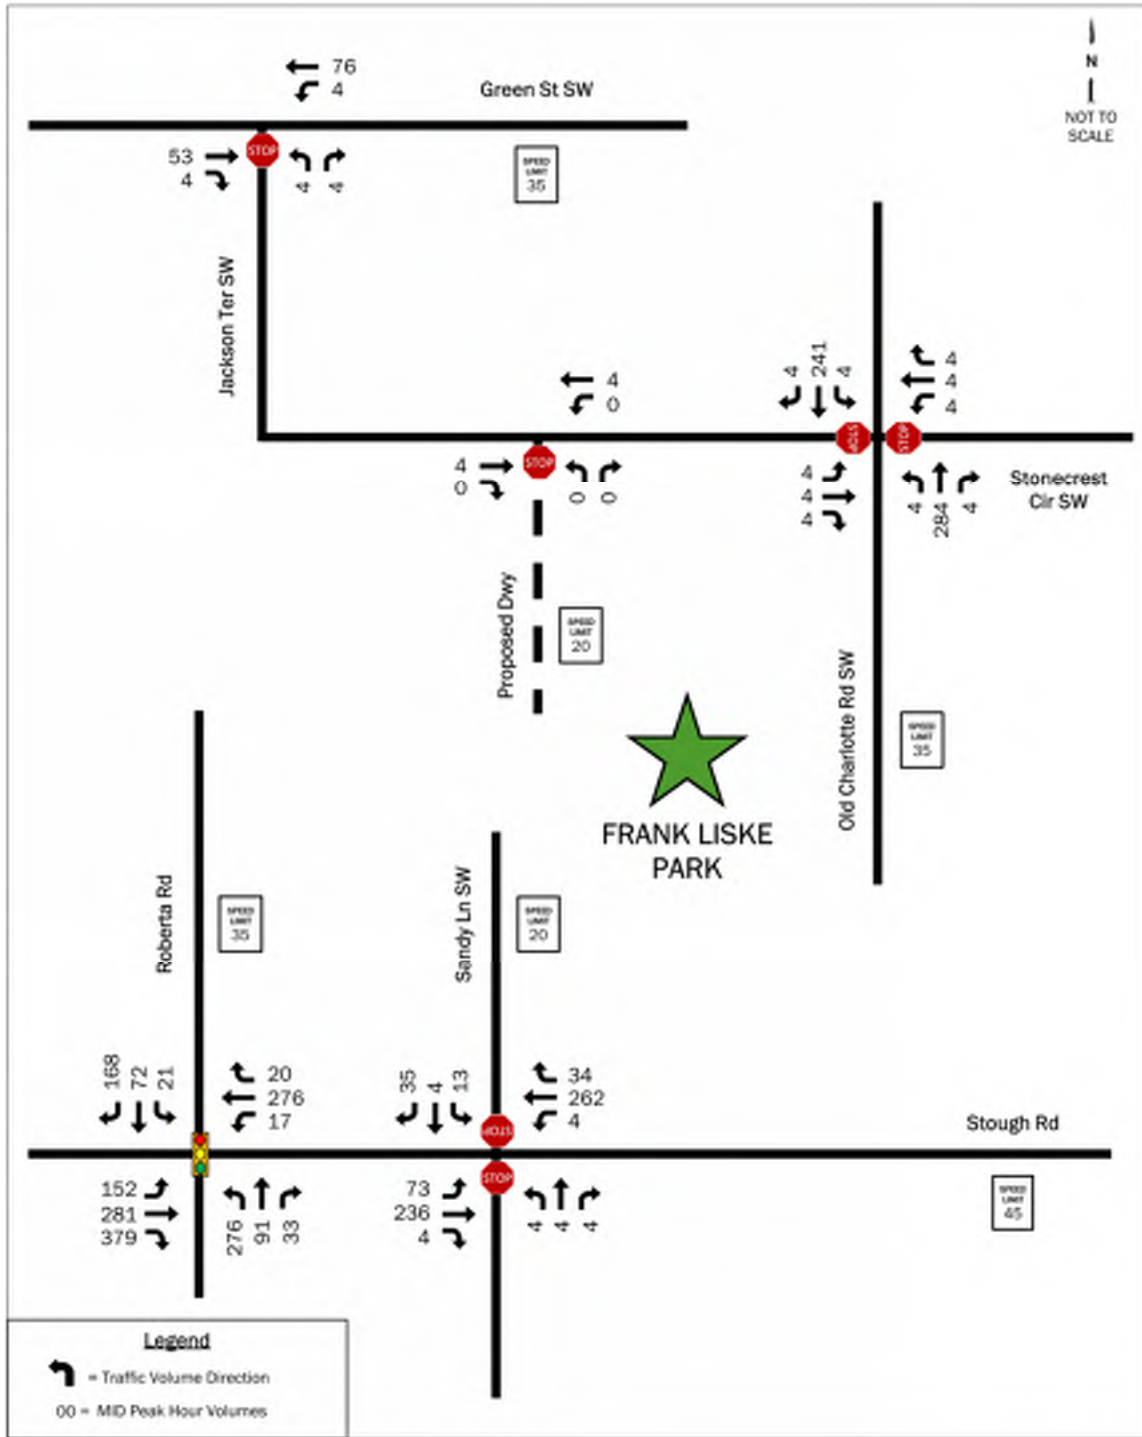 76
4
Green St SW
N
NOT TO
SCALE
53
4
STOP
4 4
SPEED
LIMIT
35
Jackson Ter SW
4
0
4
0
STOP
0 0
4 241 4
4
4
4
STOP STOP
4
4
4
4 284 4
Stonecrest
Cir SW
Proposed Dwy
SPEED
LIMIT
20
Old Charlotte Rd SW
SPEED
LIMIT
35
FRANK LISKE
PARK
Roberta Rd
SPEED
LIMIT
35
Sandy Ln SW
SPEED
LIMIT
20
168 72 21
20
276
17
35 4 13
34
262
4
STOP
Stough Rd
152
281
379
276 91 33
73
236
4
STOP
4 4 4
SPEED
LIMIT
45
Legend
= Traffic Volume Direction
00 = MID Peak Hour Volumes